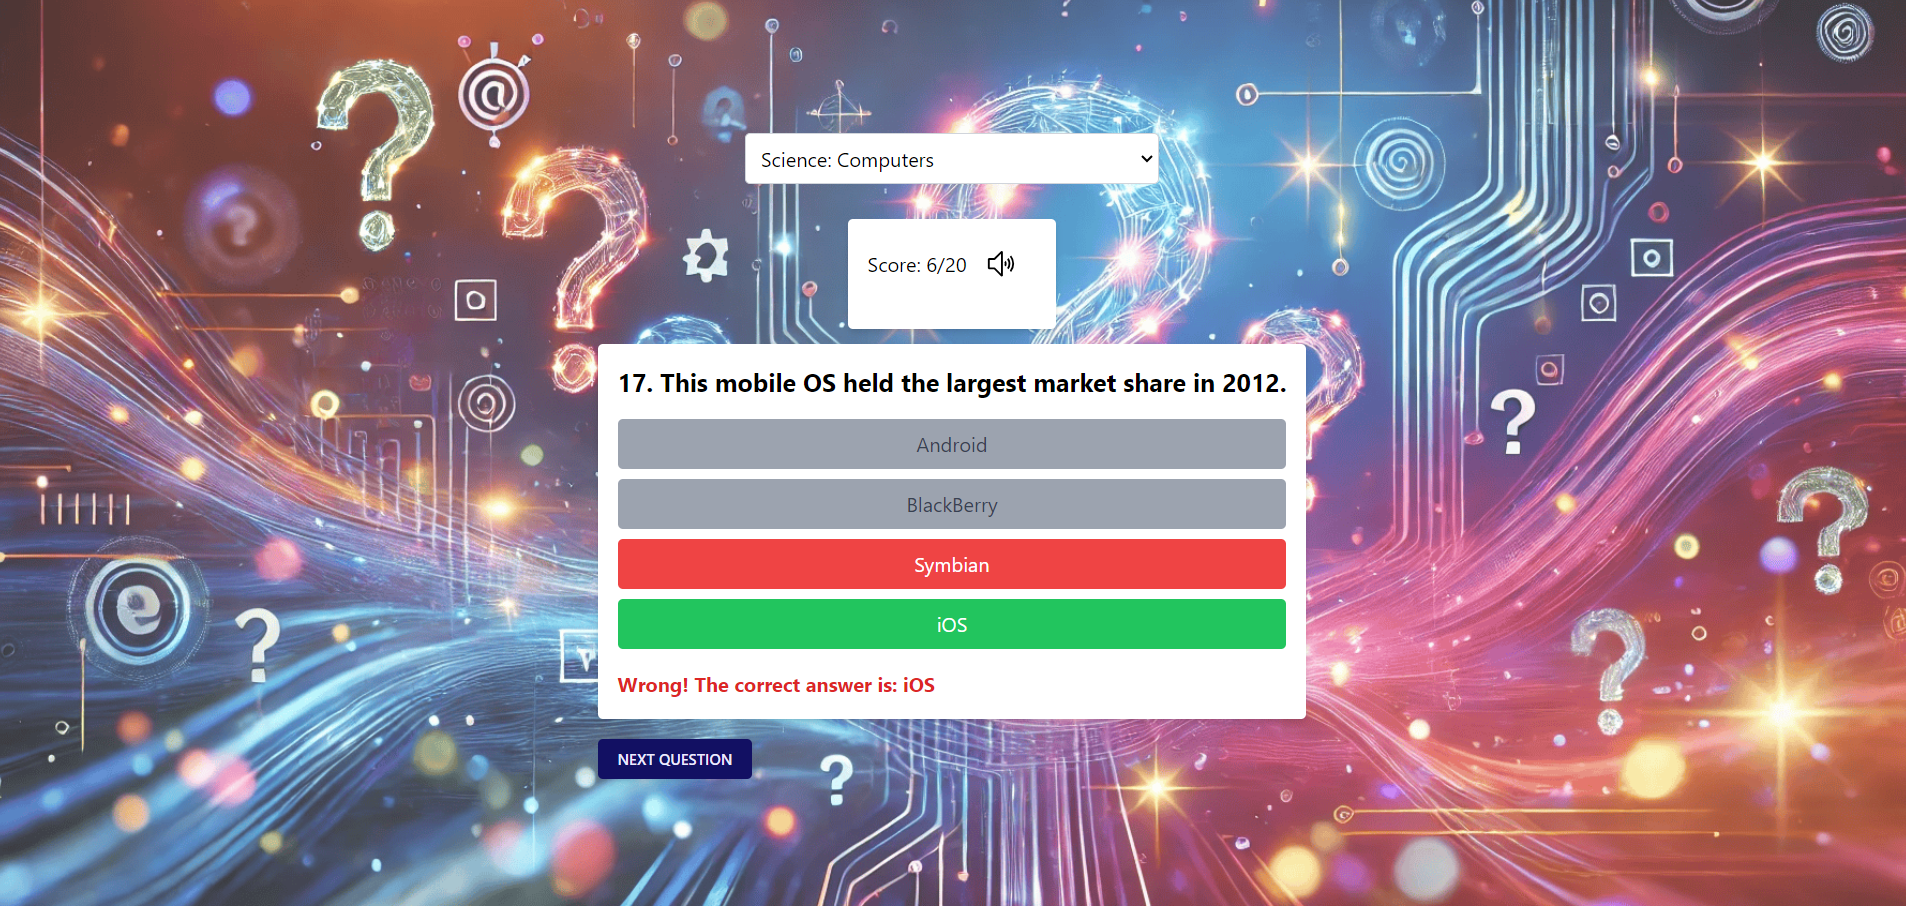 Science: Computers
Score: 6/20
17. This mobile OS held the largest market share in 2012.
Android
BlackBerry
Symbian
iOS
Wrong! The correct answer is: iOS
NEXT QUESTION